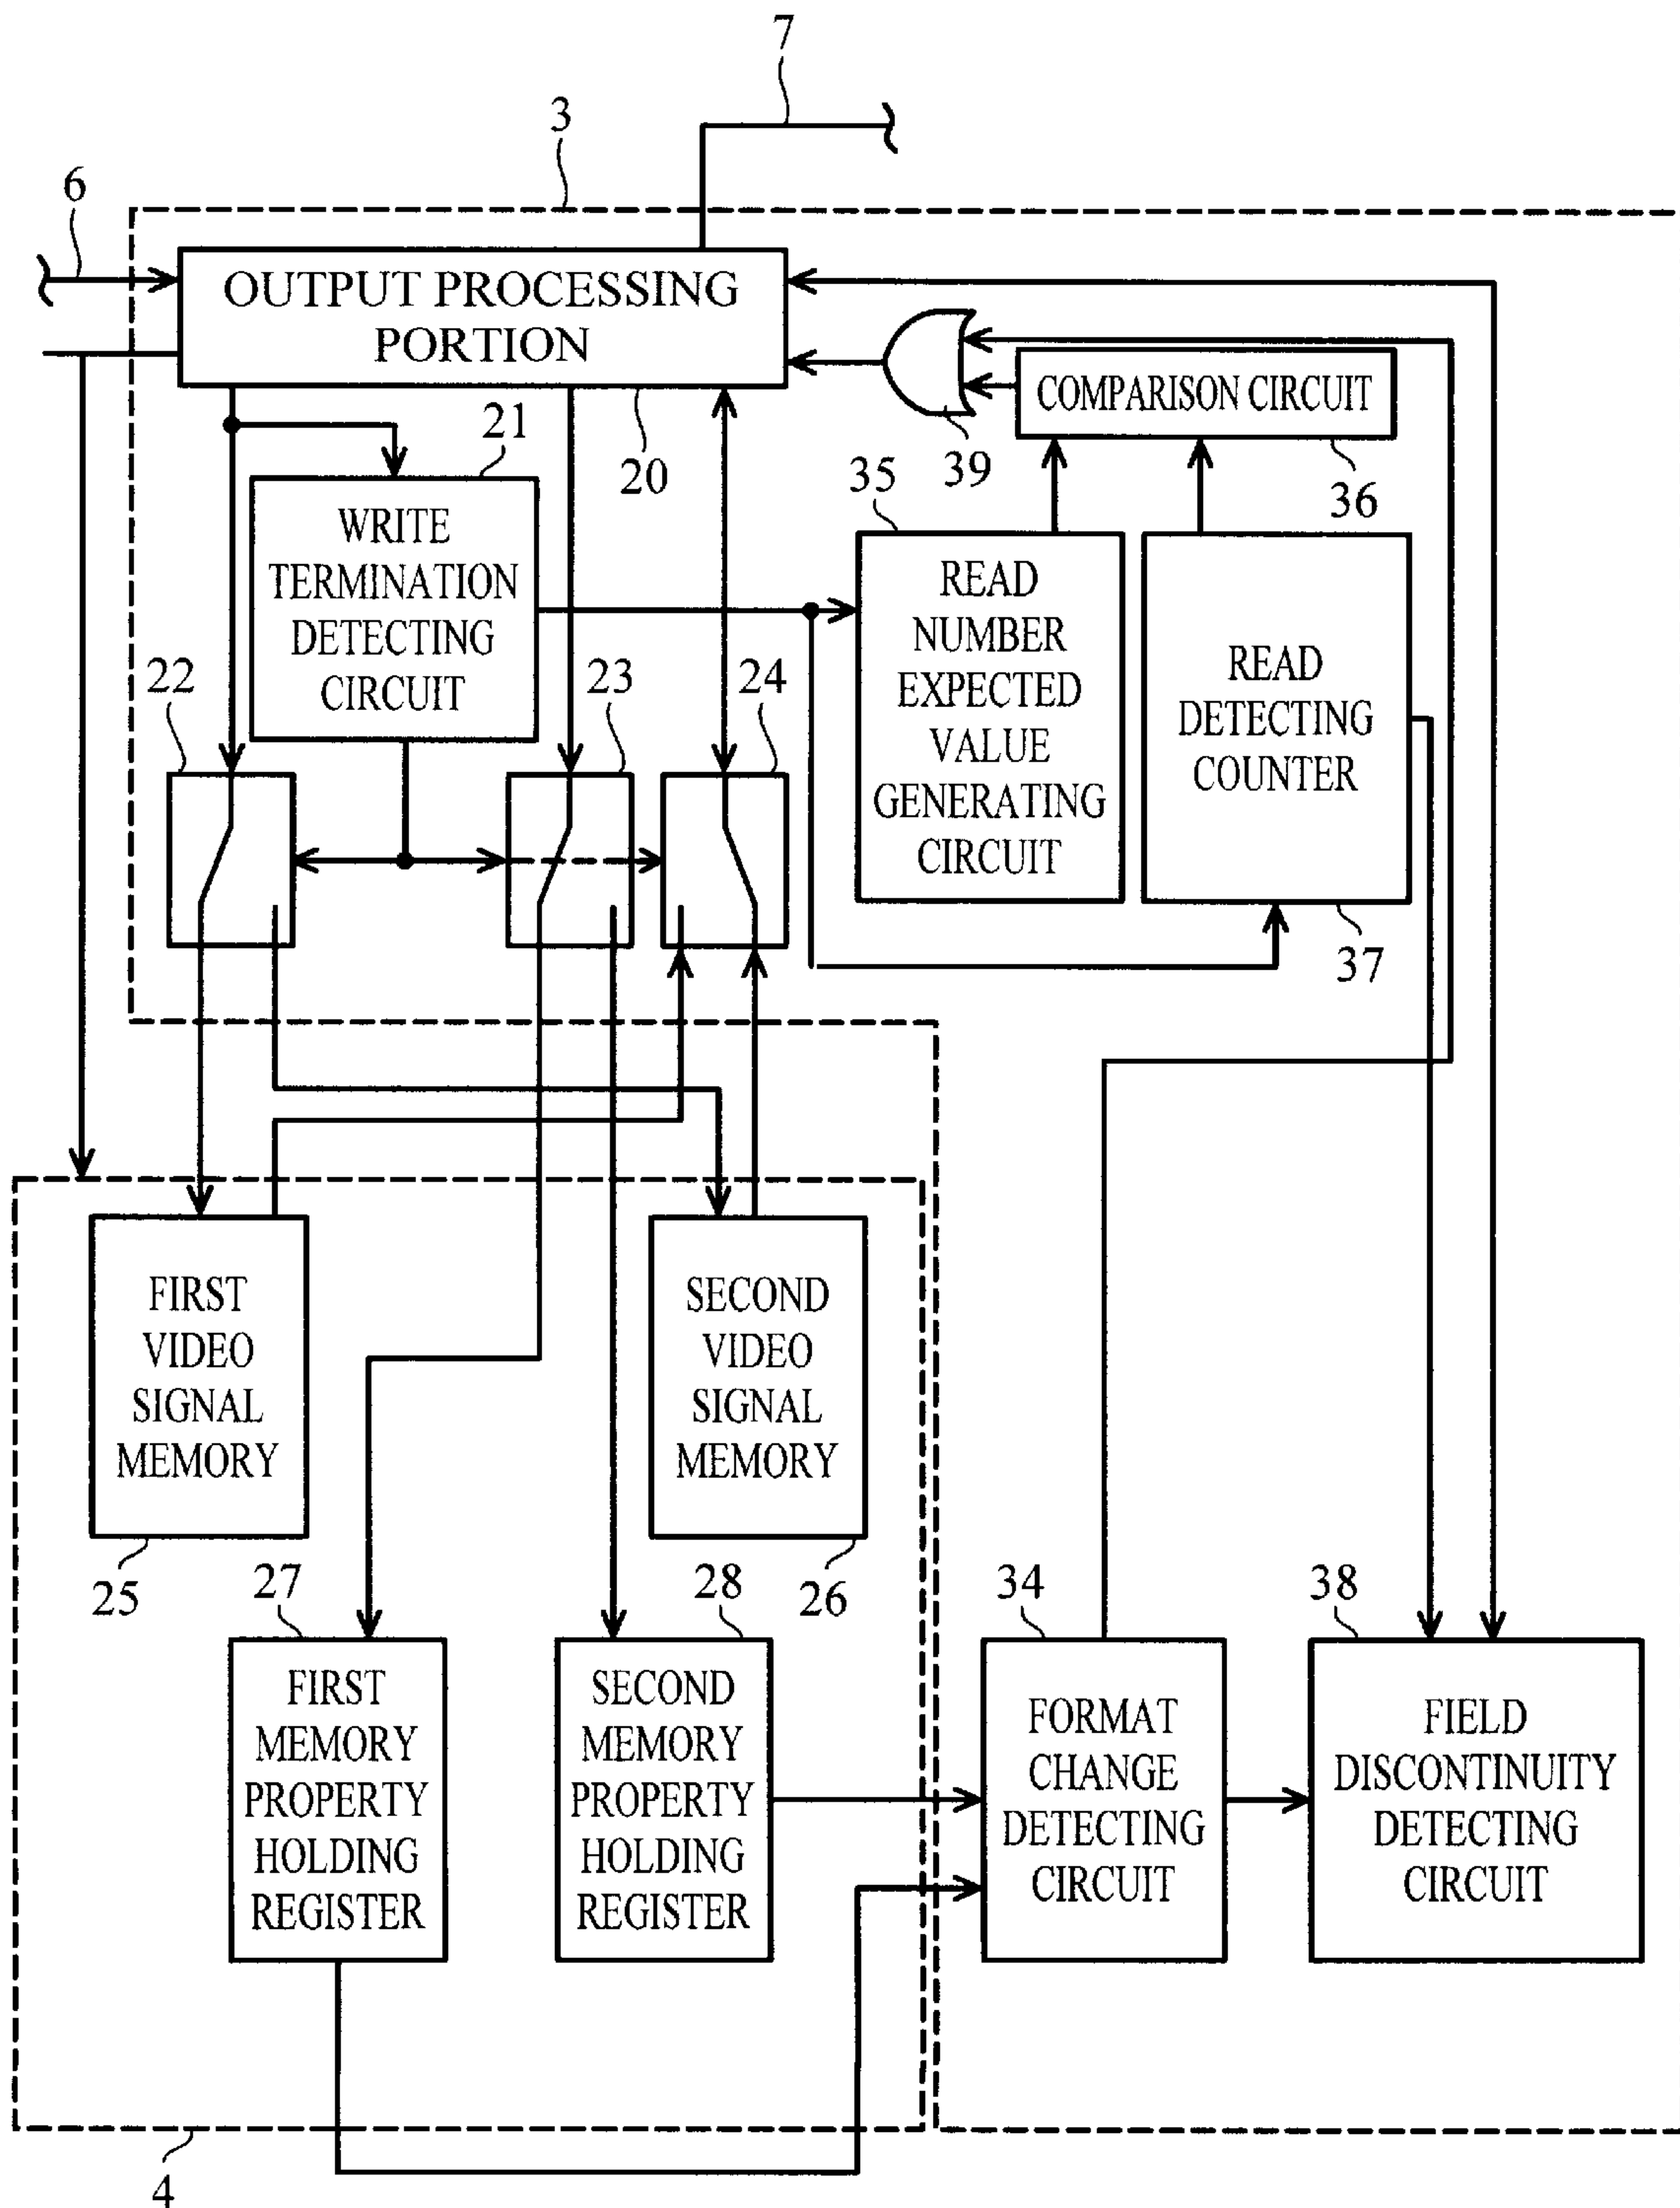 7
3
6
OUTPUT PROCESSING
PORTION
COMPARISON CIRCUIT
21
20
35
39
36
WRITE
TERMINATION
DETECTING
CIRCUIT
READ
NUMBER
EXPECTED
VALUE
GENERATING
CIRCUIT
READ
DETECTING
COUNTER
22
23
24
37
FIRST
VIDEO
SIGNAL
MEMORY
SECOND
VIDEO
SIGNAL
MEMORY
25
27
28
26
34
38
FIRST
MEMORY
PROPERTY
HOLDING
REGISTER
SECOND
MEMORY
PROPERTY
HOLDING
REGISTER
FORMAT
CHANGE
DETECTING
CIRCUIT
FIELD
DISCONTINUITY
DETECTING
CIRCUIT
4